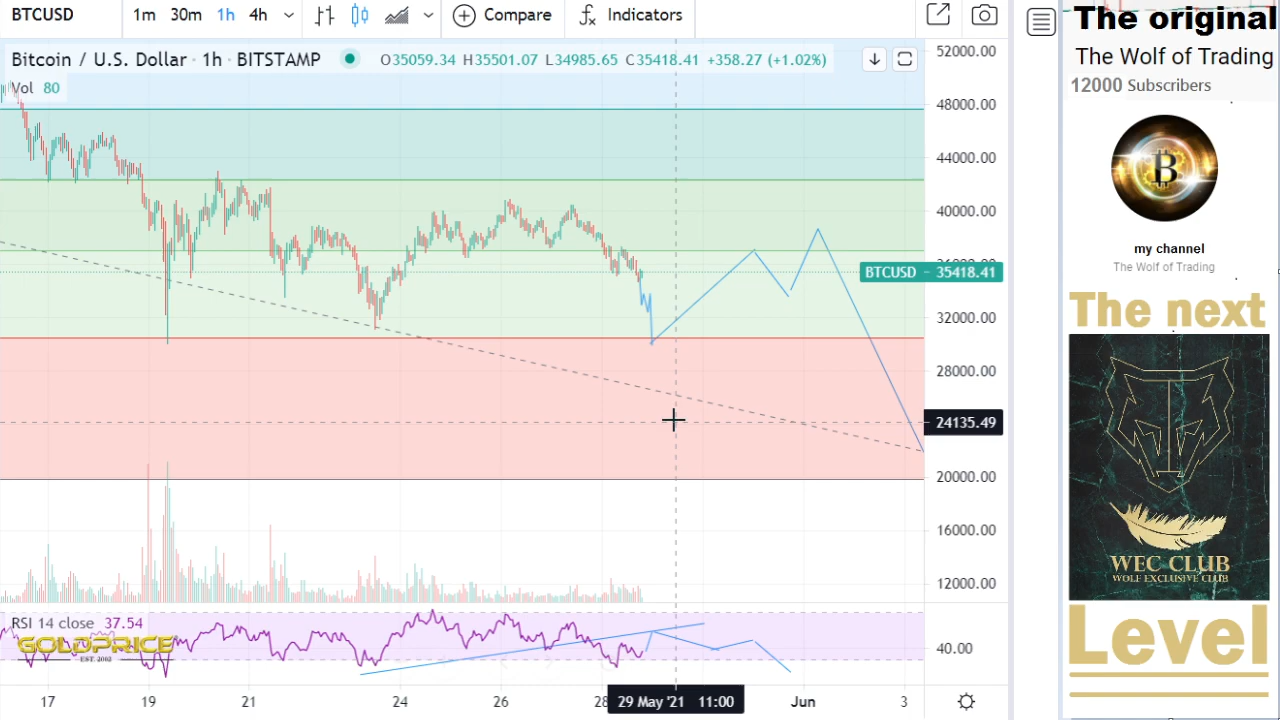 BTCUSD 1m 30m 1h 4h Compare Indicators
Bitcoin / U.S. Dollar · 1h · BITSTAMP O35059.34 H35501.07 L34985.65 C35418.41 +358.27 (+1.02%)
Vol 80
52000.00
48000.00
44000.00
40000.00
36000.00
BTCUSD 35418.41
32000.00
28000.00
24135.49
20000.00
16000.00
12000.00
RSI 14 close 37.54
GOLDPRICE
EST. 2002
40.00
17 19 21 24 26 28 29 May '21 11:00 Jun 3
The original
The Wolf of Trading
12000 Subscribers
B
my channel
The Wolf of Trading
The next
WEC CLUB
WOLF EXCLUSIVE CLUB
Level